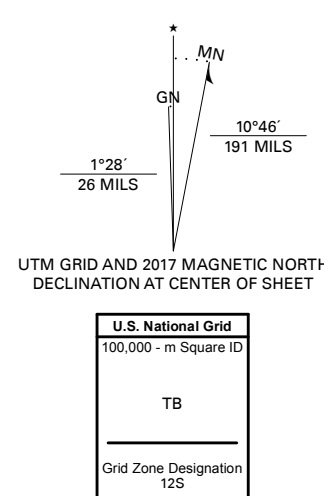 ★
MN
GN
10°46´
191 MILS
1°28´
26 MILS
UTM GRID AND 2017 MAGNETIC NORTH
DECLINATION AT CENTER OF SHEET
U.S. National Grid
100,000 - m Square ID
TB
Grid Zone Designation
12S